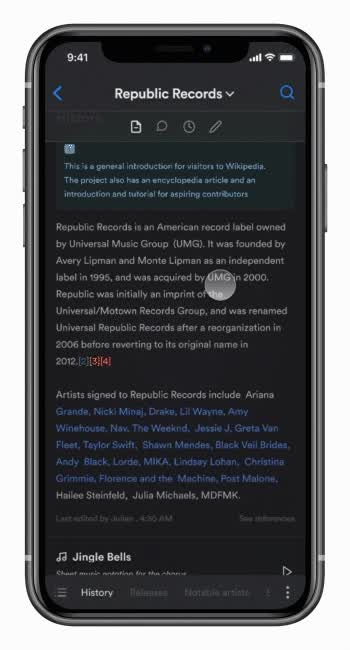 9:41
Republic Records
History
This is a general introduction for visitors to Wikipedia.
The project also has an encyclopedia article and an
introduction and tutorial for aspiring contributors
Republic Records is an American record label owned
by Universal Music Group (UMG). It was founded by
Avery Lipman and Monte Lipman as an independent
label in 1995, and was acquired by UMG in 2000.
Republic was initially an imprint of the
Universal/Motown Records Group, and was renamed
Universal Republic Records after a reorganization in
2006 before reverting to its original name in
2012.[2][3][4]
Artists signed to Republic Records include Ariana
Grande, Nicki Minaj, Drake, Lil Wayne, Amy
Winehouse, Nav, The Weeknd, Jessie J, Greta Van
Fleet, Taylor Swift, Shawn Mendes, Black Veil Brides,
Andy Black, Lorde, MIKA, Lindsay Lohan, Christina
Grimmie, Florence and the Machine, Post Malone,
Hailee Steinfeld, Julia Michaels, MDFMK.
Last edited by Julien , 4:30 AM See references
Jingle Bells
Sheet music notation for the chorus
History Releases Notable artists